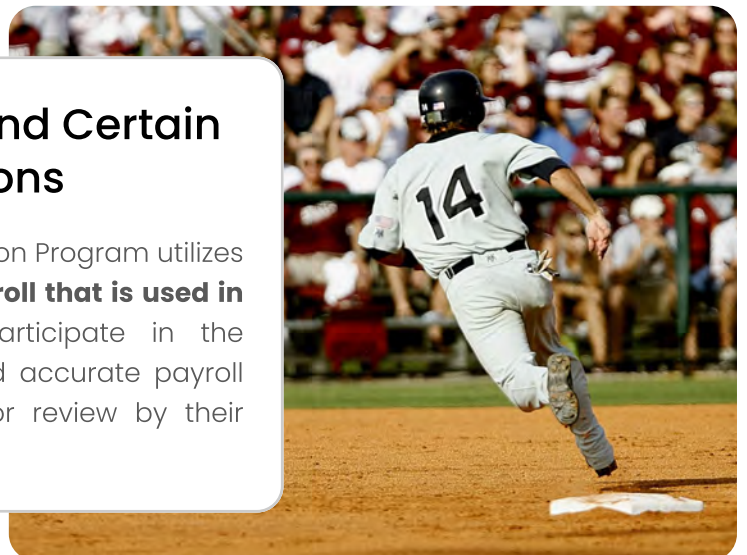 nd Certain
ons
on Program utilizes
roll that is used in
articipate in the
d accurate payroll
or review by their
14